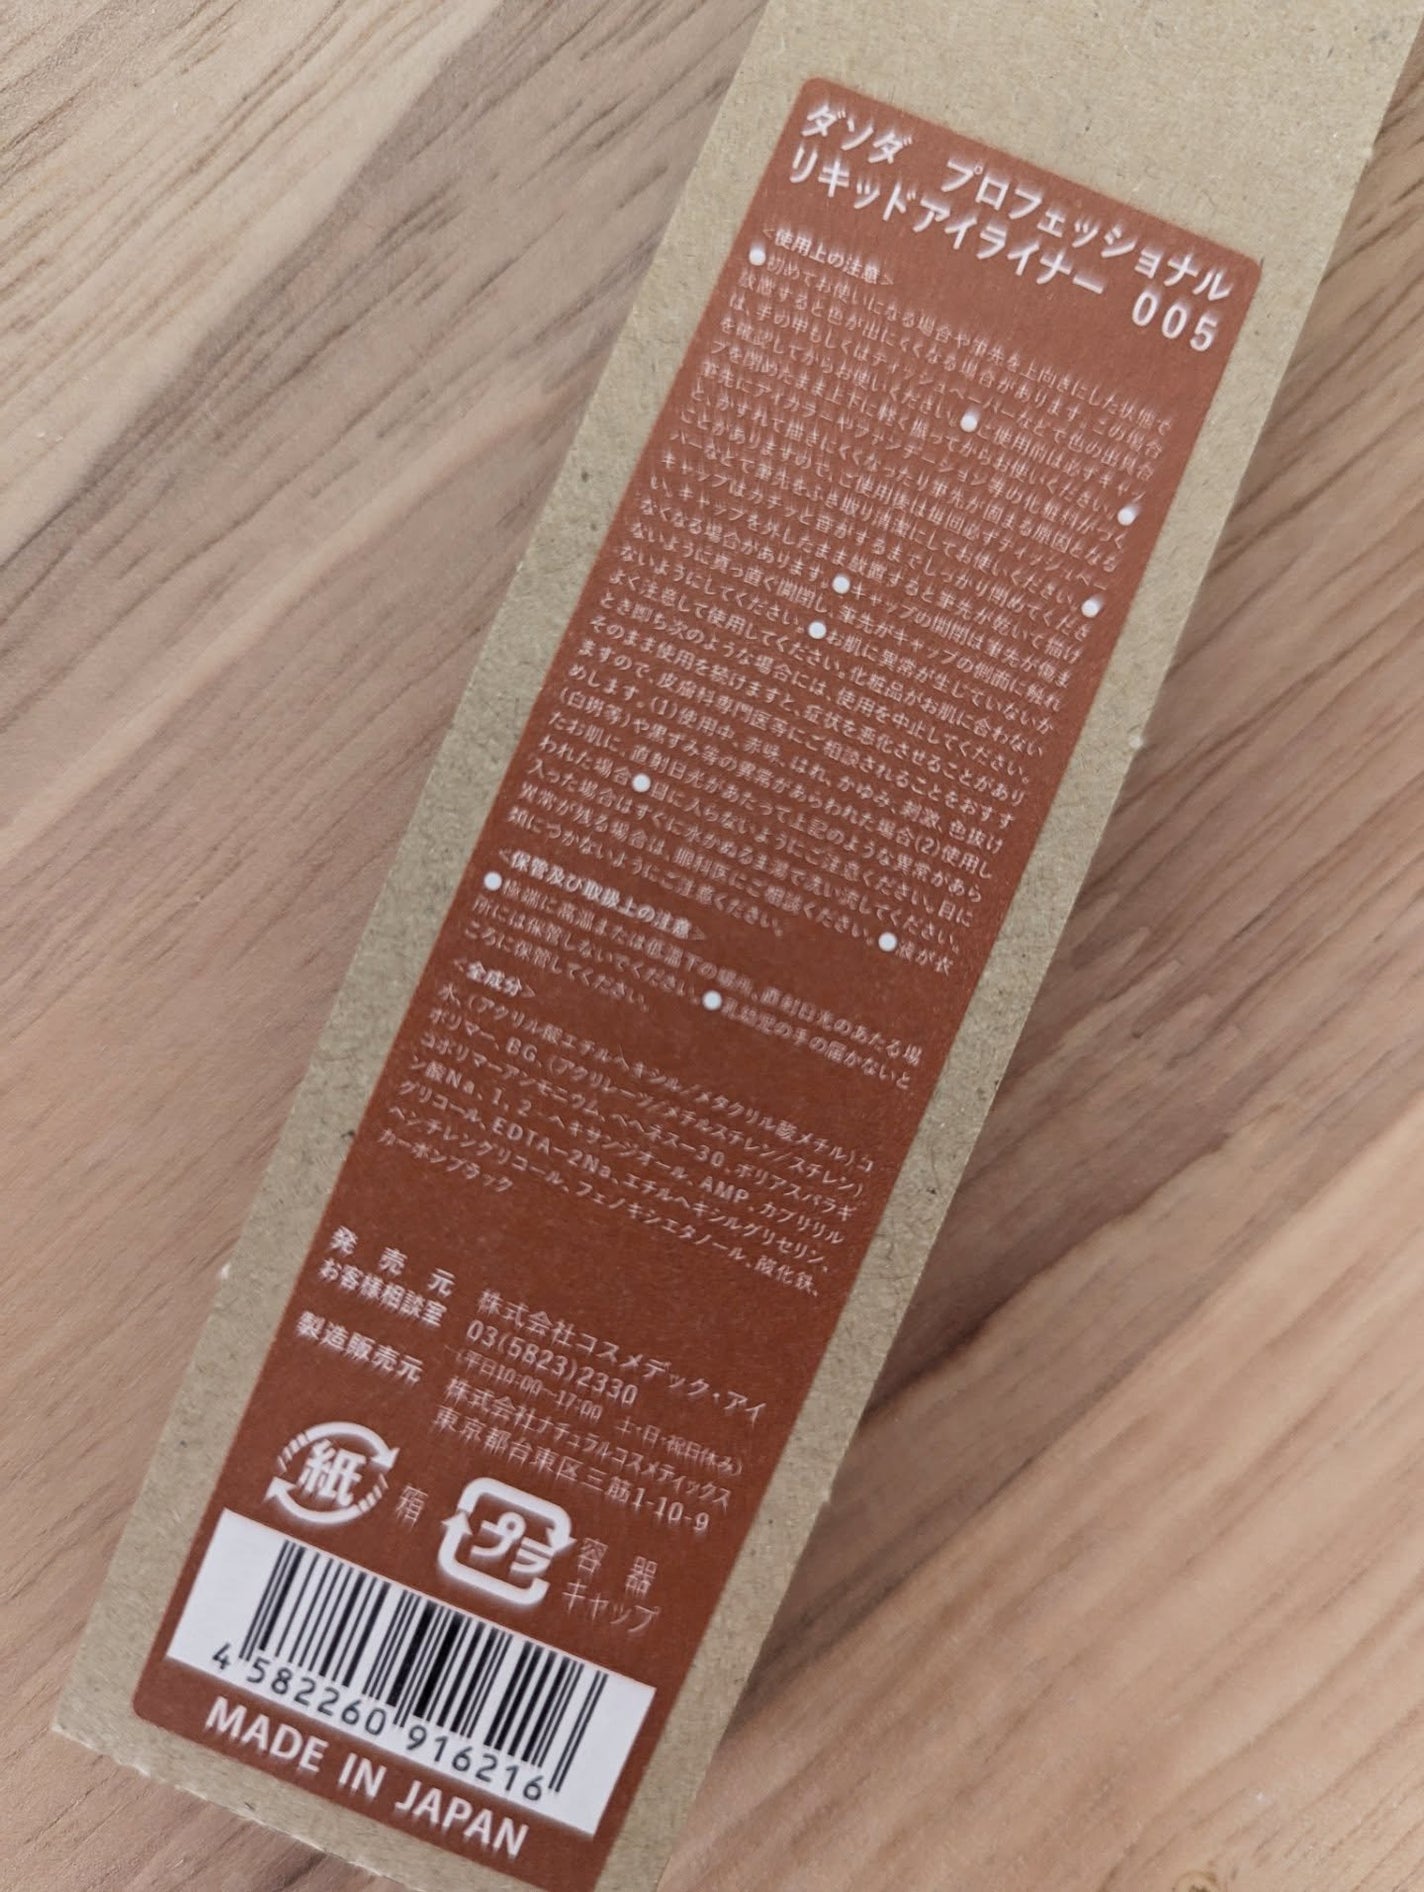 ダソダ　プロフェッショナル
リキッドアイライナー 005
<使用上の注意>
●初めてお使いになる場合や筆先を上向きにした状態で
放置すると色が出にくくなる場合があります。この場合
は、手の甲もしくはティッシュペーパーなどで色の出具合
を確認してからお使いください。●ご使用前は必ずキャッ
プを閉めたまま上下に軽く振ってからお使いください。●
筆先にアイカラーやファンデーション等の化粧料がつく
と、かすれて描きにくくなったり筆先が固まる原因となる
ことがありますので、ご使用後は毎回必ずティッシュペー
パーなどで筆先をふき取り清潔にしてお使いください。●
キャップはカチッと音がするまでしっかり閉めてくださ
い。キャップを外したまま放置すると筆先が乾いて描け
なくなる場合があります。●キャップの開閉は筆先が傷ま
ないように真っ直ぐ開閉し、筆先がキャップの側面に触れ
ないようにしてください。●お肌に異常が生じていないか
よく注意して使用してください。化粧品がお肌に合わない
とき即ち次のような場合には、使用を中止してください。
そのまま使用を続けますと、症状を悪化させることがあり
ますので、皮膚科専門医等にご相談されることをおすす
めします。(1)使用中、赤味、はれ、かゆみ、刺激、色抜け
(白斑等)や黒ずみ等の異常があらわれた場合(2)使用し
たお肌に、直射日光があたって上記のような異常があら
われた場合●目に入らないようにご注意ください。目に
入った場合はすぐに水かぬるま湯で洗い流してください。
異常が残る場合は、眼科医にご相談ください。●液が衣
類につかないようにご注意ください。
<保管及び取扱上の注意>
●極端に高温または低温下の場所、直射日光のあたる場
所には保管しないでください。●乳幼児の手の届かないと
ころに保管してください。
<全成分>
水、(アクリル酸エチルヘキシル/メタクリル酸メチル)コ
ポリマー、BG、(アクリレーツ/メチルスチレン/スチレン)
コポリマーアンモニウム、ベヘネス－30、ポリアスパラギ
ン酸Na、1,2－ヘキサンジオール、AMP、カプリリル
グリコール、EDTA－2Na、エチルヘキシルグリセリン、
ペンチレングリコール、フェノキシエタノール、酸化鉄、
カーボンブラック
発　売　元　株式会社コスメデック・アイ
お客様相談室　03(5823)2330
(平日10:00～17:00　土・日・祝日休み)
製造販売元　株式会社ナチュラルコスメティックス
東京都台東区三筋1-10-9
紙　箱　プラ　容　器
キャップ
4 582260 916216
MADE IN JAPAN